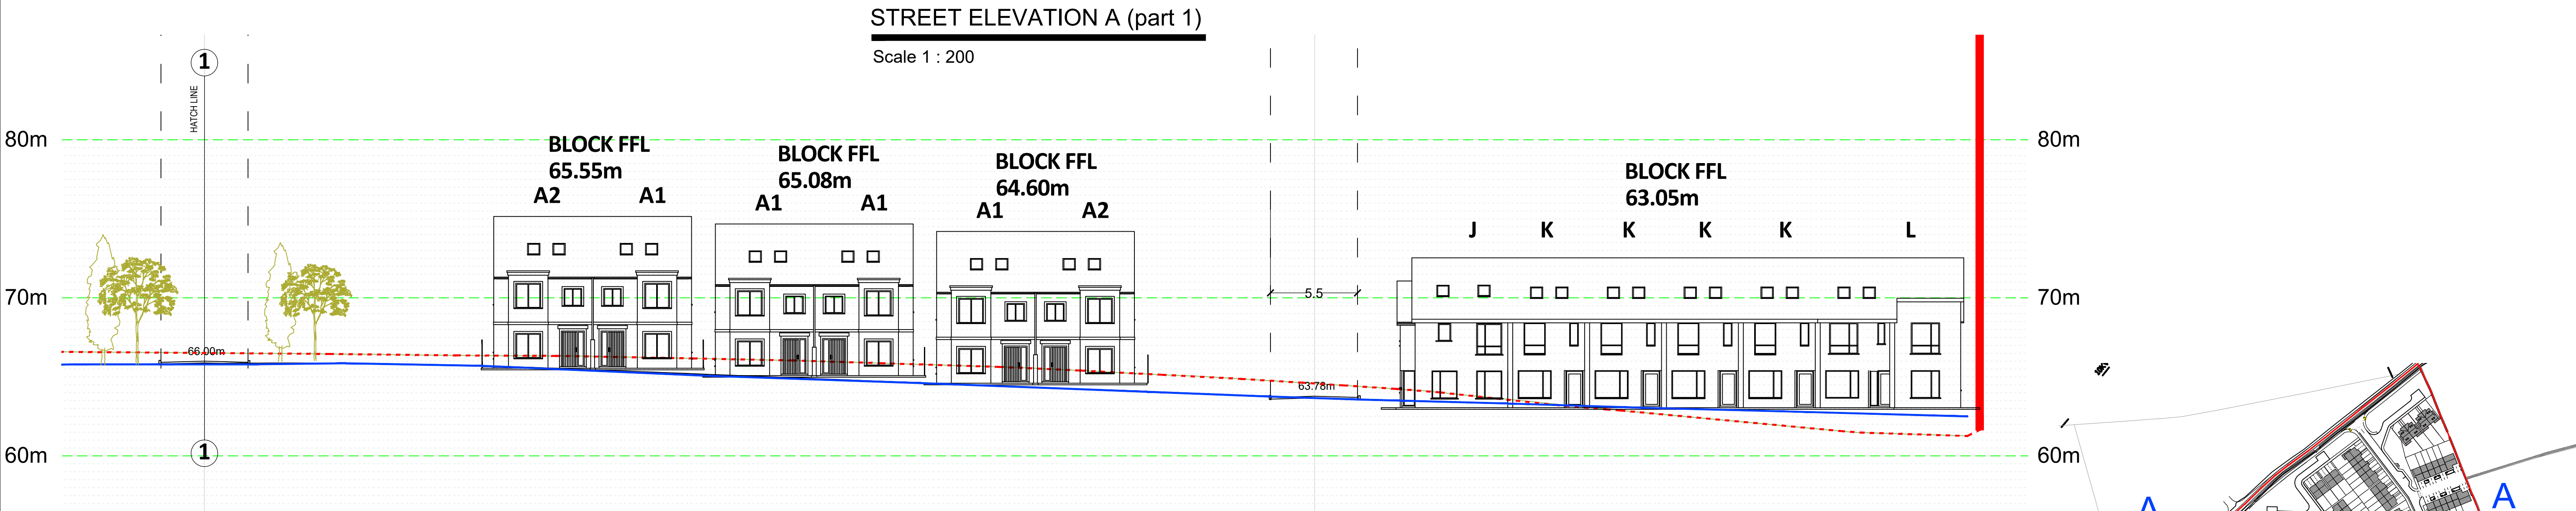 STREET ELEVATION A (part 1)
Scale 1 : 200
1
HATCH LINE
80m
80m
BLOCK FFL
65.55m
A2 A1
BLOCK FFL
65.08m
A1 A1
BLOCK FFL
64.60m
A1 A2
BLOCK FFL
63.05m
J K K K K L
70m
5.5
70m
66.00m
63.78m
60m
1
60m
A
A